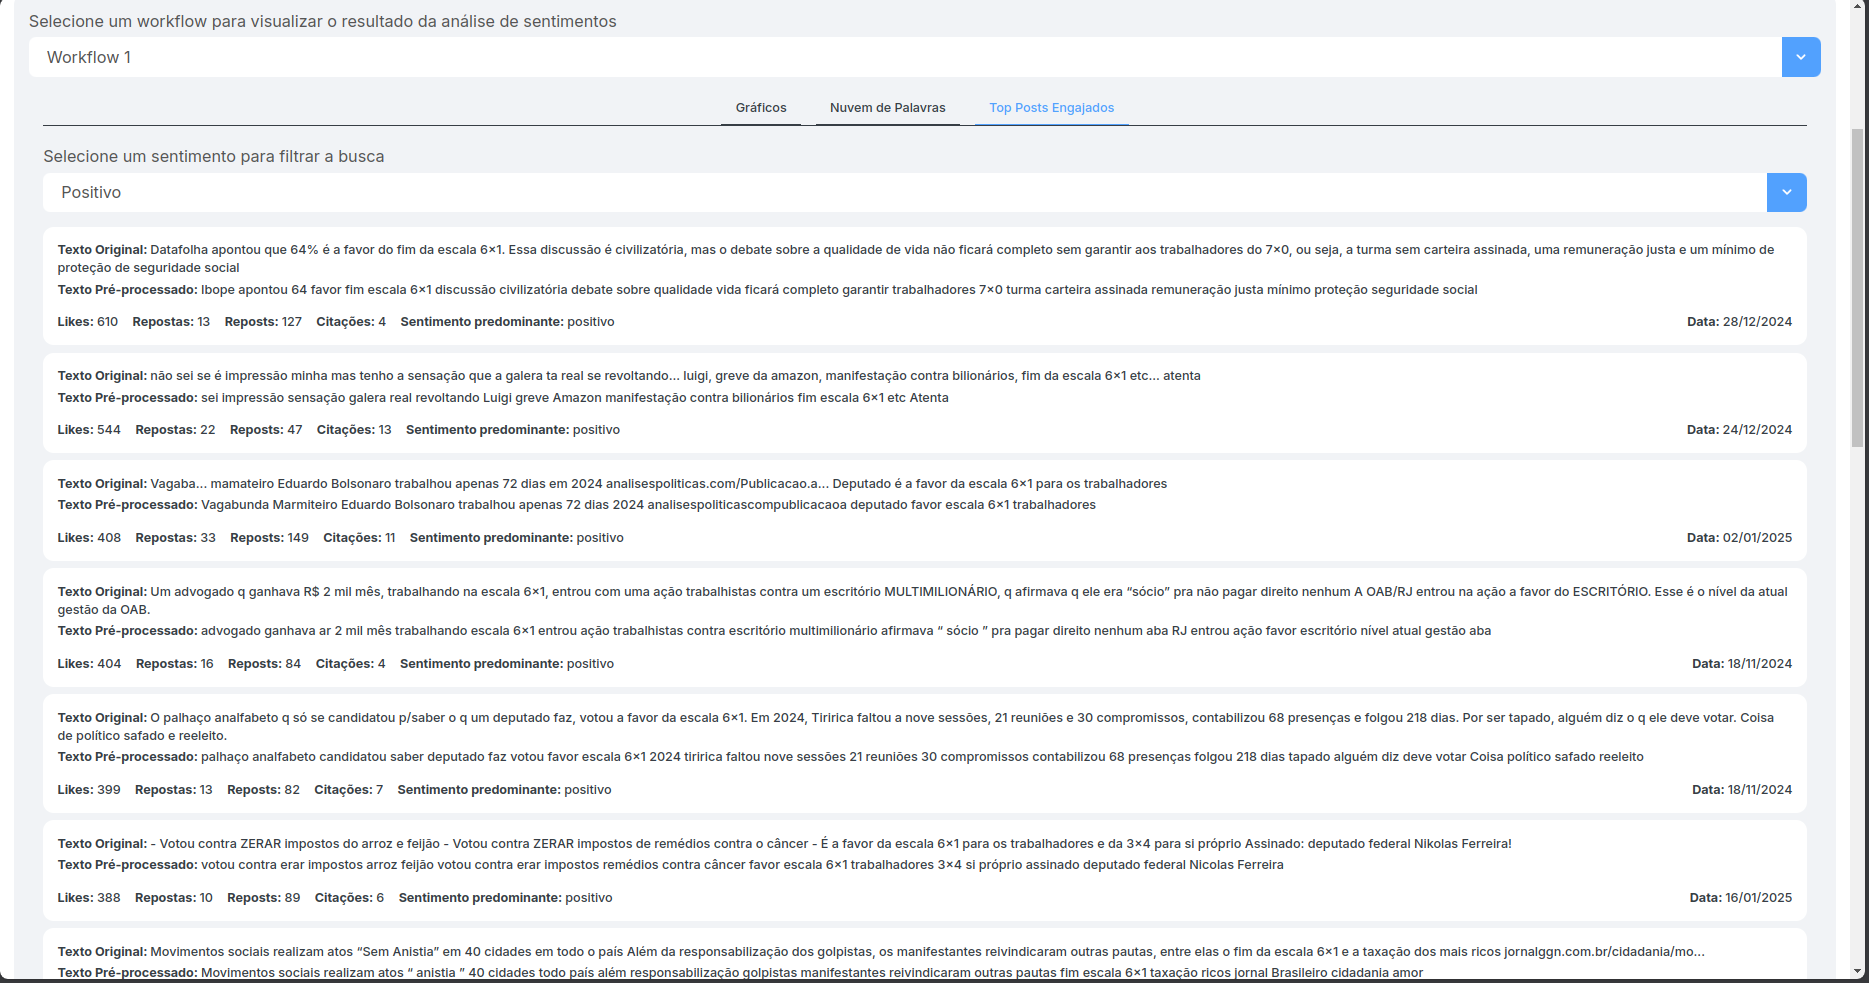 Selecione um workflow para visualizar o resultado da análise de sentimentos
Workflow 1
Gráficos Nuvem de Palavras Top Posts Engajados
Selecione um sentimento para filtrar a busca
Positivo
Texto Original: Datafolha apontou que 64% é a favor do fim da escala 6×1. Essa discussão é civilizatória, mas o debate sobre a qualidade de vida não ficará completo sem garantir aos trabalhadores do 7×0, ou seja, a turma sem carteira assinada, uma remuneração justa e um mínimo de
proteção de seguridade social
Texto Pré-processado: Ibope apontou 64 favor fim escala 6×1 discussão civilizatória debate sobre qualidade vida ficará completo garantir trabalhadores 7×0 turma carteira assinada remuneração justa mínimo proteção seguridade social
Likes: 610 Repostas: 13 Reposts: 127 Citações: 4 Sentimento predominante: positivo Data: 28/12/2024
Texto Original: não sei se é impressão minha mas tenho a sensação que a galera ta real se revoltando... luigi, greve da amazon, manifestação contra bilionários, fim da escala 6×1 etc... atenta
Texto Pré-processado: sei impressão sensação galera real revoltando Luigi greve Amazon manifestação contra bilionários fim escala 6×1 etc Atenta
Likes: 544 Repostas: 22 Reposts: 47 Citações: 13 Sentimento predominante: positivo Data: 24/12/2024
Texto Original: Vagaba... mamateiro Eduardo Bolsonaro trabalhou apenas 72 dias em 2024 analisespoliticas.com/Publicacao.a... Deputado é a favor da escala 6×1 para os trabalhadores
Texto Pré-processado: Vagabunda Marmiteiro Eduardo Bolsonaro trabalhou apenas 72 dias 2024 analisespoliticascompublicacaoa deputado favor escala 6×1 trabalhadores
Likes: 408 Repostas: 33 Reposts: 149 Citações: 11 Sentimento predominante: positivo Data: 02/01/2025
Texto Original: Um advogado q ganhava R$ 2 mil mês, trabalhando na escala 6×1, entrou com uma ação trabalhistas contra um escritório MULTIMILIONÁRIO, q afirmava q ele era “sócio” pra não pagar direito nenhum A OAB/RJ entrou na ação a favor do ESCRITÓRIO. Esse é o nível da atual
gestão da OAB.
Texto Pré-processado: advogado ganhava ar 2 mil mês trabalhando escala 6×1 entrou ação trabalhistas contra escritório multimilionário afirmava “ sócio ” pra pagar direito nenhum aba RJ entrou ação favor escritório nível atual gestão aba
Likes: 404 Repostas: 16 Reposts: 84 Citações: 4 Sentimento predominante: positivo Data: 18/11/2024
Texto Original: O palhaço analfabeto q só se candidatou p/saber o q um deputado faz, votou a favor da escala 6×1. Em 2024, Tiririca faltou a nove sessões, 21 reuniões e 30 compromissos, contabilizou 68 presenças e folgou 218 dias. Por ser tapado, alguém diz o q ele deve votar. Coisa
de político safado e reeleito.
Texto Pré-processado: palhaço analfabeto candidatou saber deputado faz votou favor escala 6×1 2024 tiririca faltou nove sessões 21 reuniões 30 compromissos contabilizou 68 presenças folgou 218 dias tapado alguém diz deve votar Coisa político safado reeleito
Likes: 399 Repostas: 13 Reposts: 82 Citações: 7 Sentimento predominante: positivo Data: 18/11/2024
Texto Original: - Votou contra ZERAR impostos do arroz e feijão - Votou contra ZERAR impostos de remédios contra o câncer - É a favor da escala 6×1 para os trabalhadores e da 3×4 para si próprio Assinado: deputado federal Nikolas Ferreira!
Texto Pré-processado: votou contra erar impostos arroz feijão votou contra erar impostos remédios contra câncer favor escala 6×1 trabalhadores 3×4 si próprio assinado deputado federal Nicolas Ferreira
Likes: 388 Repostas: 10 Reposts: 89 Citações: 6 Sentimento predominante: positivo Data: 16/01/2025
Texto Original: Movimentos sociais realizam atos “Sem Anistia” em 40 cidades em todo o país Além da responsabilização dos golpistas, os manifestantes reivindicaram outras pautas, entre elas o fim da escala 6×1 e a taxação dos mais ricos jornalggn.com.br/cidadania/mo...
Texto Pré-processado: Movimentos sociais realizam atos “ anistia ” 40 cidades todo país além responsabilização golpistas manifestantes reivindicaram outras pautas fim escala 6×1 taxação ricos jornal Brasileiro cidadania amor